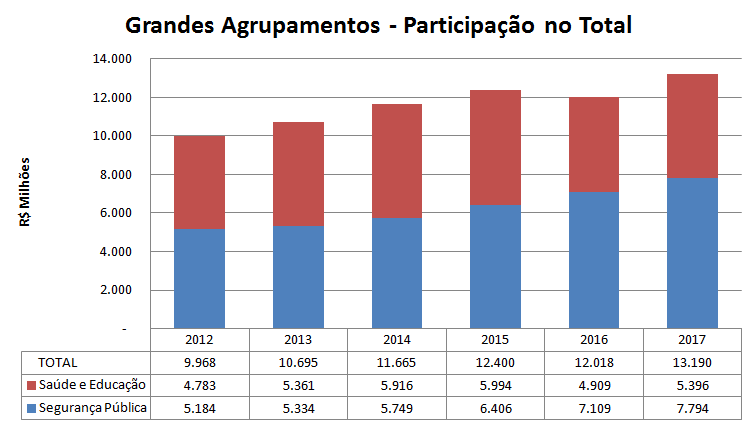 Grandes Agrupamentos - Participação no Total
R$ Milhões
14.000
12.000
10.000
8.000
6.000
4.000
2.000
-
2012 2013 2014 2015 2016 2017
TOTAL 9.968 10.695 11.665 12.400 12.018 13.190
Saúde e Educação 4.783 5.361 5.916 5.994 4.909 5.396
Segurança Pública 5.184 5.334 5.749 6.406 7.109 7.794